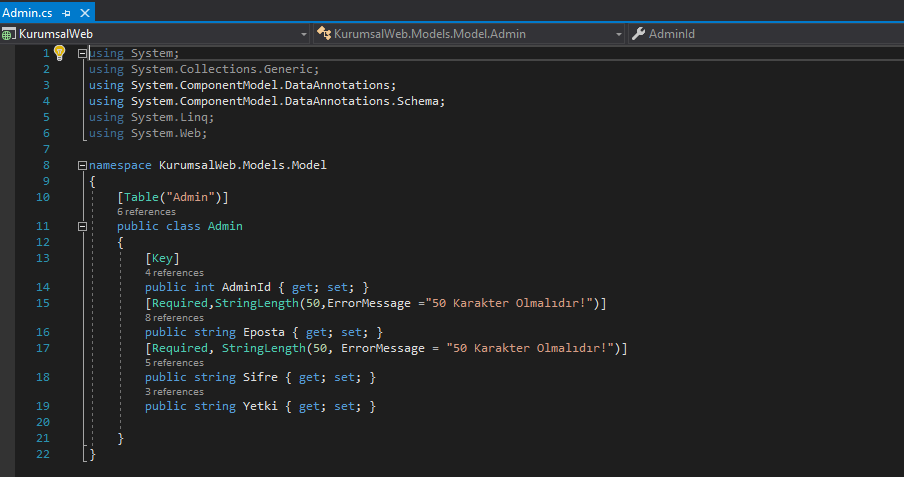 Admin.cs
KurumsalWeb KurumsalWeb.Models.Model.Admin AdminId
1 using System;
2 using System.Collections.Generic;
3 using System.ComponentModel.DataAnnotations;
4 using System.ComponentModel.DataAnnotations.Schema;
5 using System.Linq;
6 using System.Web;
7
8 namespace KurumsalWeb.Models.Model
9 {
10 [Table("Admin")]
6 references
11 public class Admin
12 {
13 [Key]
4 references
14 public int AdminId { get; set; }
15 [Required,StringLength(50,ErrorMessage ="50 Karakter Olmalıdır!")]
8 references
16 public string Eposta { get; set; }
17 [Required, StringLength(50, ErrorMessage = "50 Karakter Olmalıdır!")]
5 references
18 public string Sifre { get; set; }
3 references
19 public string Yetki { get; set; }
20
21 }
22 }